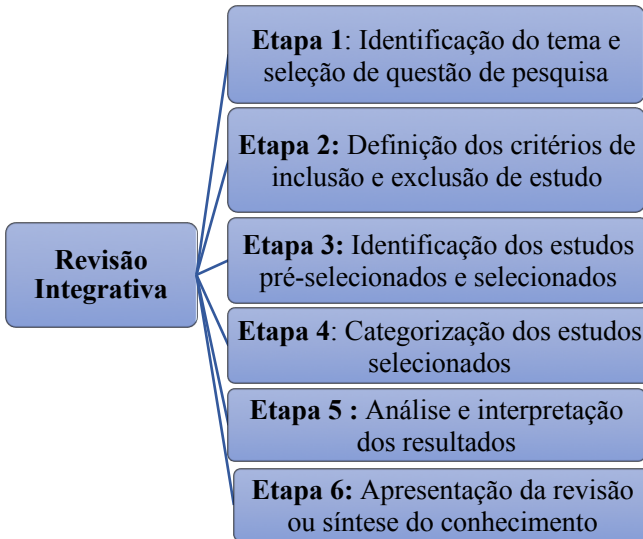 Revisão
Integrativa
Etapa 1: Identificação do tema e
seleção de questão de pesquisa
Etapa 2: Definição dos critérios de
inclusão e exclusão de estudo
Etapa 3: Identificação dos estudos
pré-selecionados e selecionados
Etapa 4: Categorização dos estudos
selecionados
Etapa 5 : Análise e interpretação
dos resultados
Etapa 6: Apresentação da revisão
ou síntese do conhecimento